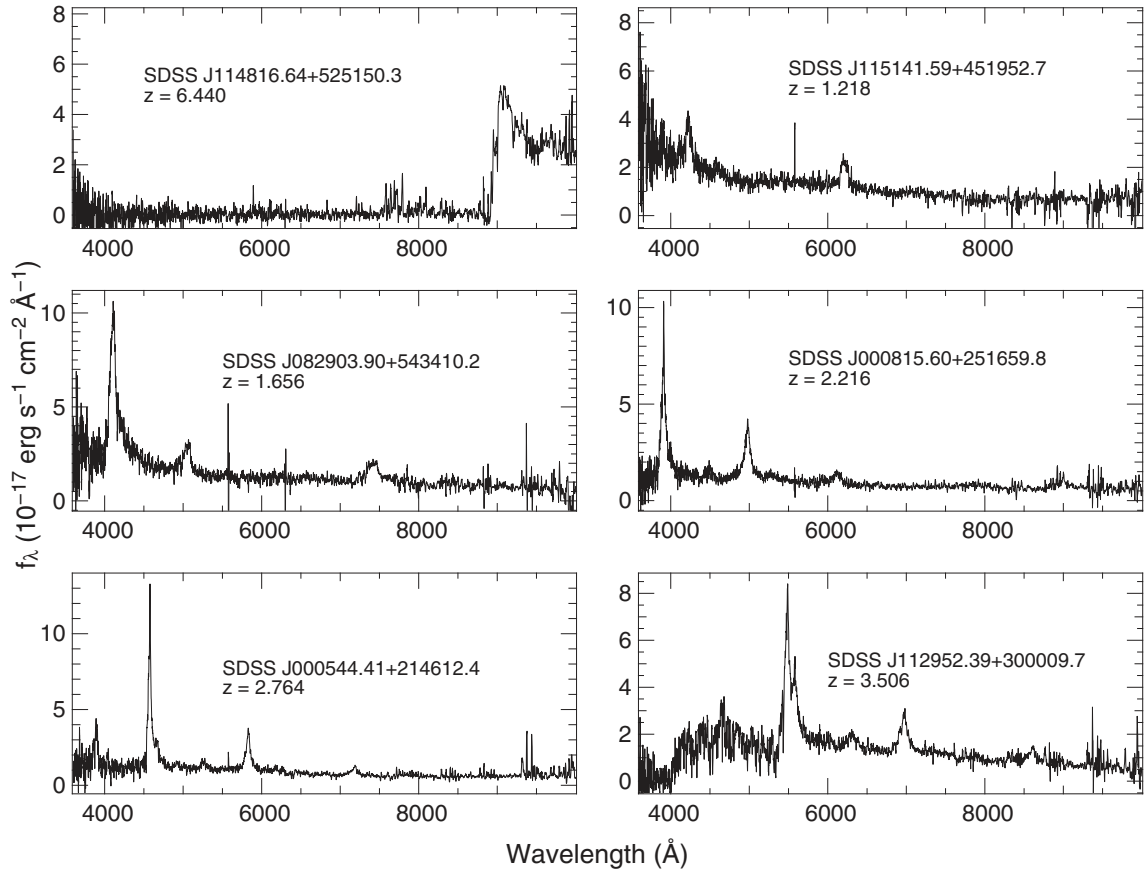 8
6
4
2
0
SDSS J114816.64+525150.3
z = 6.440
4000 6000 8000
8
6
4
2
0
SDSS J115141.59+451952.7
z = 1.218
4000 6000 8000
10
5
0
SDSS J082903.90+543410.2
z = 1.656
4000 6000 8000
10
5
0
SDSS J000815.60+251659.8
z = 2.216
4000 6000 8000
10
5
0
SDSS J000544.41+214612.4
z = 2.764
4000 6000 8000
8
6
4
2
0
SDSS J112952.39+300009.7
z = 3.506
4000 6000 8000
fλ (10−17 erg s−1 cm−2 Å−1)
Wavelength (Å)